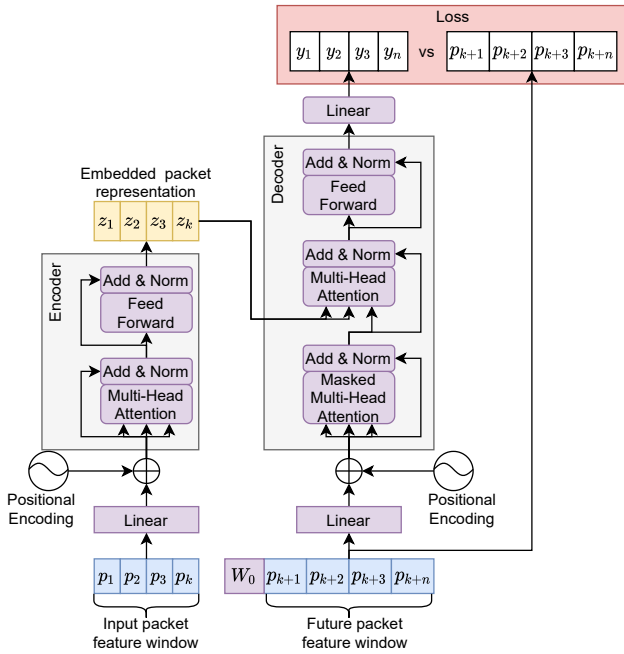 Loss
y₁ y₂ y₃ yₙ vs pₖ₊₁ pₖ₊₂ pₖ₊₃ pₖ₊ₙ
Linear
Decoder
Add & Norm
Feed
Forward
Add & Norm
Multi-Head
Attention
Add & Norm
Masked
Multi-Head
Attention
Embedded packet
representation
z₁ z₂ z₃ zₖ
Encoder
Add & Norm
Feed
Forward
Add & Norm
Multi-Head
Attention
Positional
Encoding
Positional
Encoding
Linear
Linear
p₁ p₂ p₃ pₖ
W₀ pₖ₊₁ pₖ₊₂ pₖ₊₃ pₖ₊ₙ
Input packet
feature window
Future packet
feature window